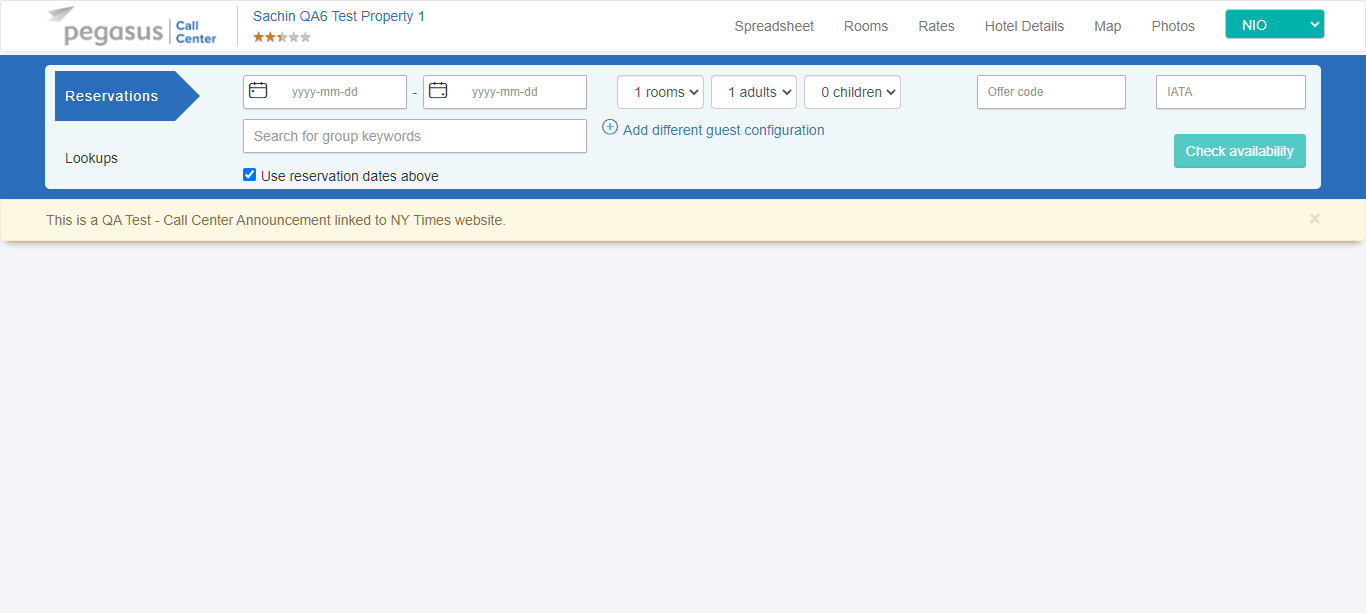 pegasus Call Center
Sachin QA6 Test Property 1
Spreadsheet Rooms Rates Hotel Details Map Photos NIO
Reservations
yyyy-mm-dd - yyyy-mm-dd 1 rooms 1 adults 0 children Offer code IATA
Search for group keywords
Add different guest configuration
Lookups
Check availability
Use reservation dates above
This is a QA Test - Call Center Announcement linked to NY Times website. ×